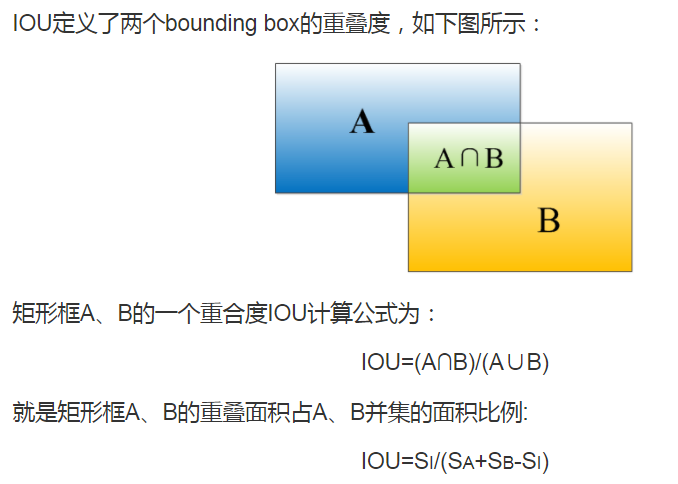 IOU定义了两个bounding box的重叠度，如下图所示：
A
A∩B
B
矩形框A、B的一个重合度IOU计算公式为：
IOU=(A∩B)/(A∪B)
就是矩形框A、B的重叠面积占A、B并集的面积比例:
IOU=SI/(SA+SB-SI)